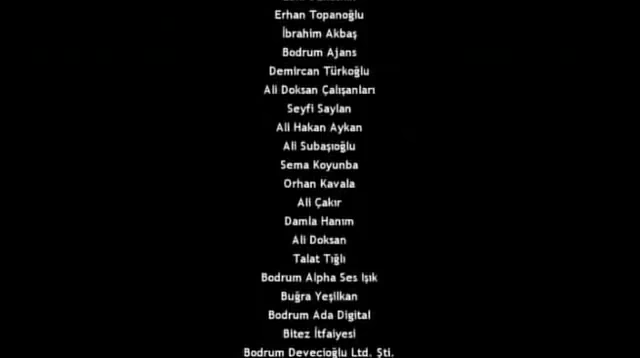 Erhan Topanoğlu
İbrahim Akbaş
Bodrum Ajans
Demircan Türkoğlu
Ali Doksan Çalışanları
Seyfi Saylan
Ali Hakan Aykan
Ali Subaşıoğlu
Sema Koyunba
Orhan Kavala
Ali Çakır
Damla Hanım
Ali Doksan
Talat Tığlı
Bodrum Alpha Ses Işık
Buğra Yeşilkan
Bodrum Ada Digital
Bitez İtfaiyesi
Bodrum Devecioğlu Ltd. Şti.